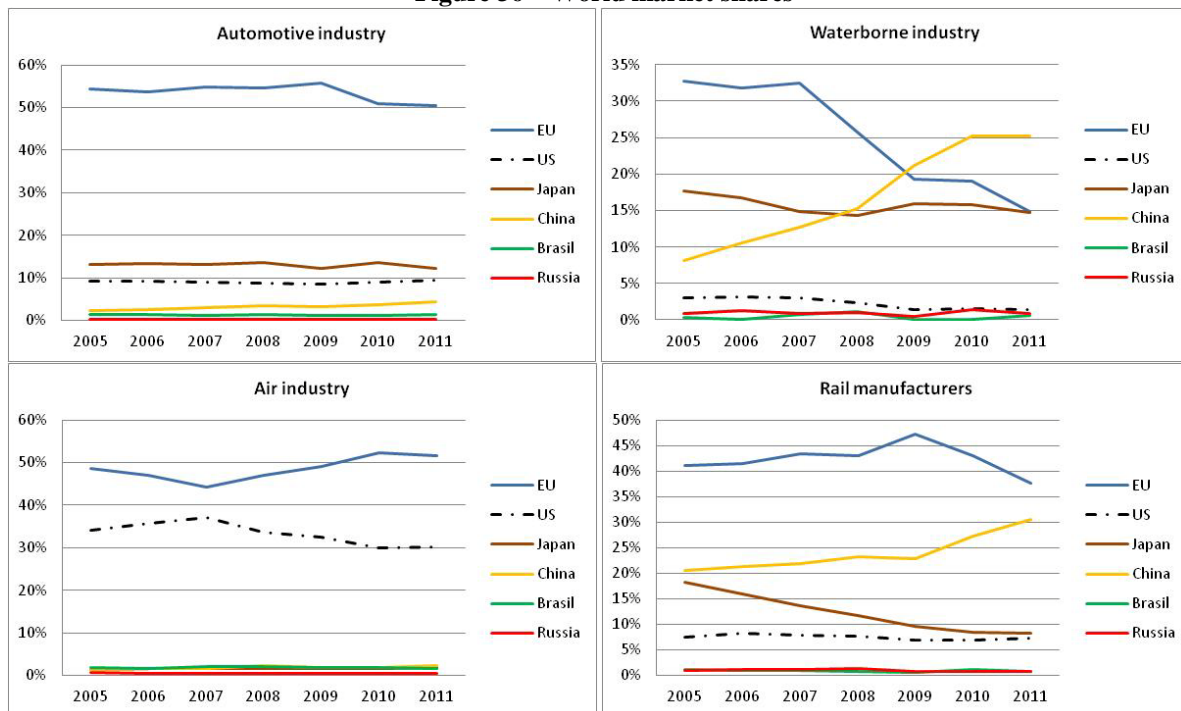 Figure 30 – World market shares
Automotive industry
60%
50%
40%
30%
20%
10%
0%
2005 2006 2007 2008 2009 2010 2011
EU
US
Japan
China
Brasil
Russia
Waterborne industry
35%
30%
25%
20%
15%
10%
5%
0%
2005 2006 2007 2008 2009 2010 2011
EU
US
Japan
China
Brasil
Russia
Air industry
60%
50%
40%
30%
20%
10%
0%
2005 2006 2007 2008 2009 2010 2011
EU
US
Japan
China
Brasil
Russia
Rail manufacturers
50%
45%
40%
35%
30%
25%
20%
15%
10%
5%
0%
2005 2006 2007 2008 2009 2010 2011
EU
US
Japan
China
Brasil
Russia